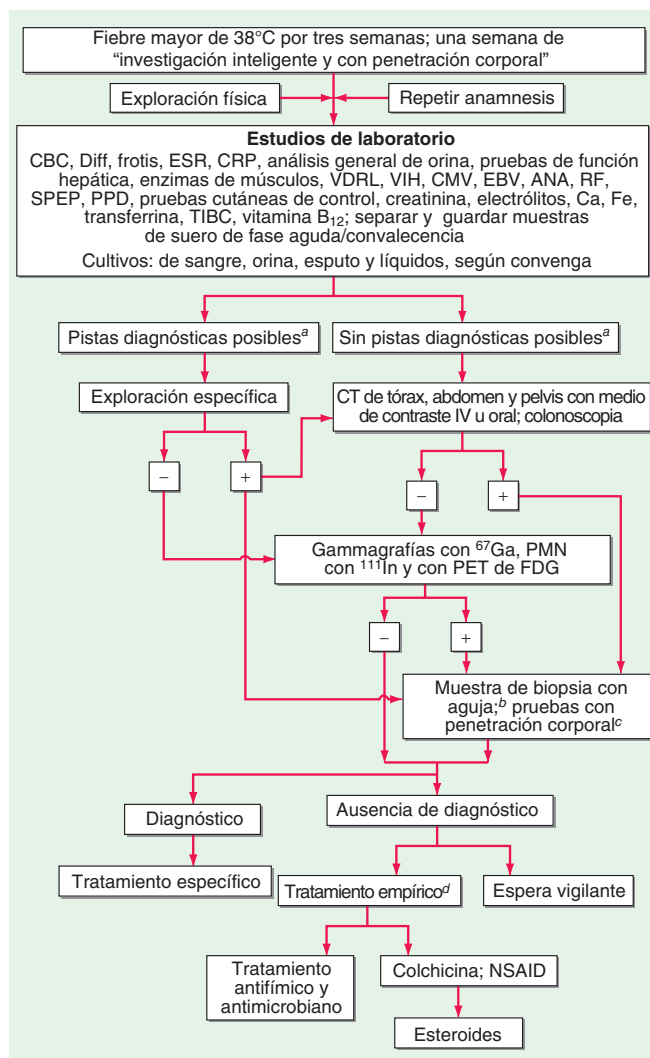 Fiebre mayor de 38°C por tres semanas; una semana de
“investigación inteligente y con penetración corporal”
Exploración física
Repetir anamnesis
Estudios de laboratorio
CBC, Diff, frotis, ESR, CRP, análisis general de orina, pruebas de función
hepática, enzimas de músculos, VDRL, VIH, CMV, EBV, ANA, RF,
SPEP, PPD, pruebas cutáneas de control, creatinina, electrólitos, Ca, Fe,
transferrina, TIBC, vitamina B12; separar y guardar muestras
de suero de fase aguda/convalecencia
Cultivos: de sangre, orina, esputo y líquidos, según convenga
Pistas diagnósticas posibles^a
Sin pistas diagnósticas posibles^a
Exploración específica
CT de tórax, abdomen y pelvis con medio
de contraste IV u oral; colonoscopia
−
+
−
+
Gammagrafías con ^67Ga, PMN
con ^111In y con PET de FDG
−
+
Muestra de biopsia con
aguja;^b pruebas con
penetración corporal^c
Diagnóstico
Ausencia de diagnóstico
Tratamiento específico
Tratamiento empírico^d
Espera vigilante
Tratamiento
antifímico y
antimicrobiano
Colchicina; NSAID
Esteroides